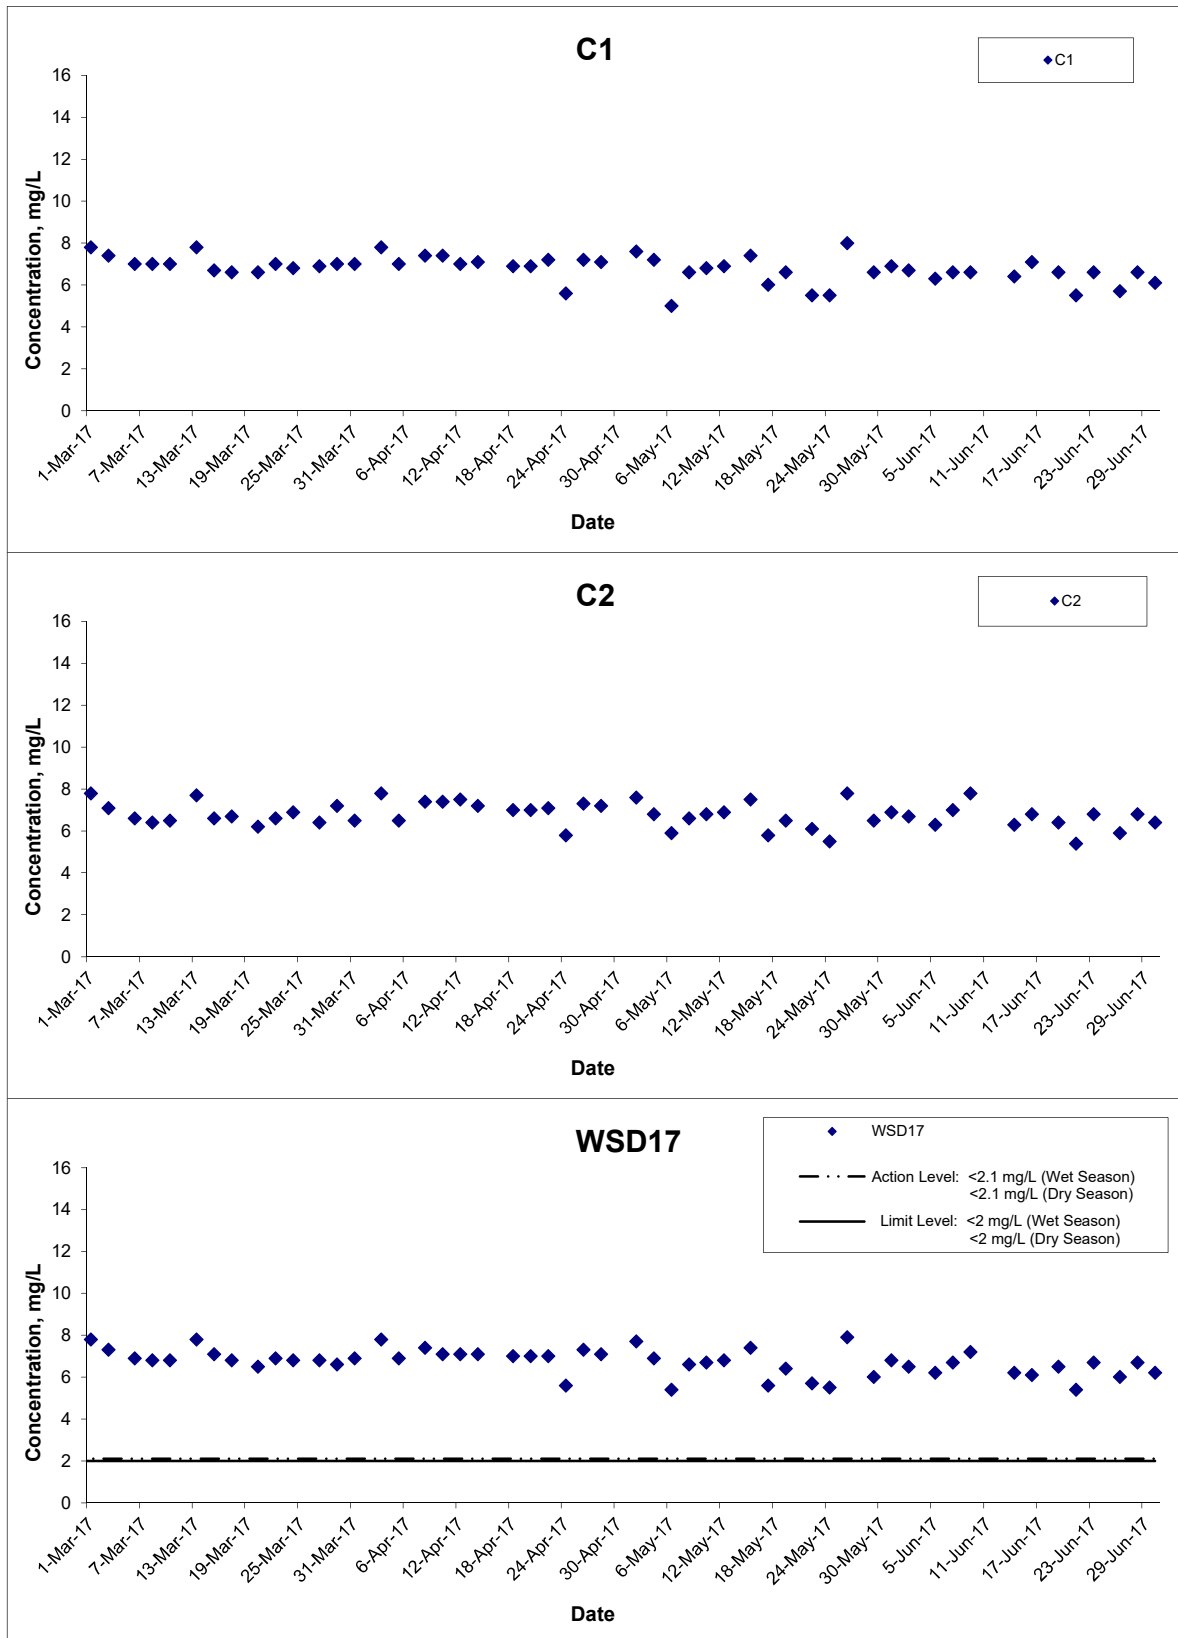 C1
C1
16
14
12
10
8
6
4
2
0
Concentration, mg/L
1-Mar-17
7-Mar-17
13-Mar-17
19-Mar-17
25-Mar-17
31-Mar-17
6-Apr-17
12-Apr-17
18-Apr-17
24-Apr-17
30-Apr-17
6-May-17
12-May-17
18-May-17
24-May-17
30-May-17
5-Jun-17
11-Jun-17
17-Jun-17
23-Jun-17
29-Jun-17
Date
C2
C2
16
14
12
10
8
6
4
2
0
Concentration, mg/L
1-Mar-17
7-Mar-17
13-Mar-17
19-Mar-17
25-Mar-17
31-Mar-17
6-Apr-17
12-Apr-17
18-Apr-17
24-Apr-17
30-Apr-17
6-May-17
12-May-17
18-May-17
24-May-17
30-May-17
5-Jun-17
11-Jun-17
17-Jun-17
23-Jun-17
29-Jun-17
Date
WSD17
WSD17
Action Level: <2.1 mg/L (Wet Season)
<2.1 mg/L (Dry Season)
Limit Level: <2 mg/L (Wet Season)
<2 mg/L (Dry Season)
16
14
12
10
8
6
4
2
0
Concentration, mg/L
1-Mar-17
7-Mar-17
13-Mar-17
19-Mar-17
25-Mar-17
31-Mar-17
6-Apr-17
12-Apr-17
18-Apr-17
24-Apr-17
30-Apr-17
6-May-17
12-May-17
18-May-17
24-May-17
30-May-17
5-Jun-17
11-Jun-17
17-Jun-17
23-Jun-17
29-Jun-17
Date